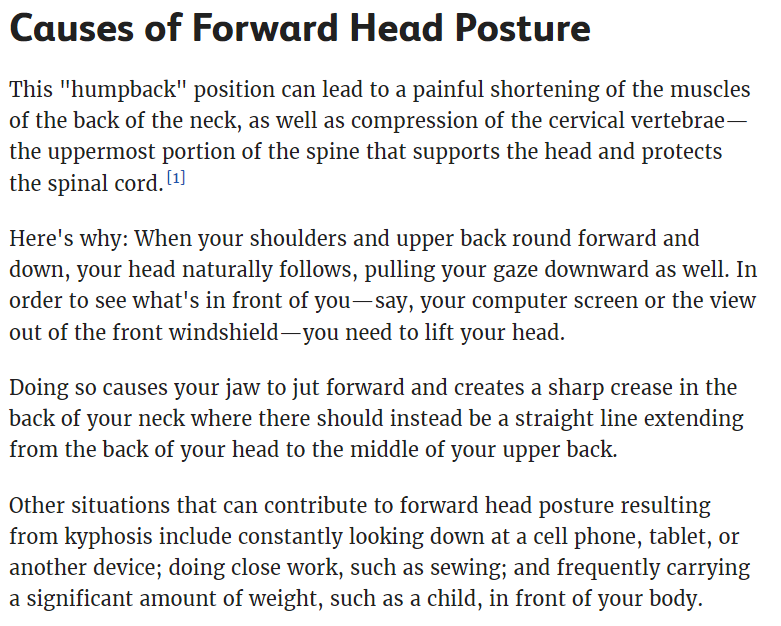 Causes of Forward Head Posture
This "humpback" position can lead to a painful shortening of the muscles
of the back of the neck, as well as compression of the cervical vertebrae—
the uppermost portion of the spine that supports the head and protects
the spinal cord.[1]
Here's why: When your shoulders and upper back round forward and
down, your head naturally follows, pulling your gaze downward as well. In
order to see what's in front of you—say, your computer screen or the view
out of the front windshield—you need to lift your head.
Doing so causes your jaw to jut forward and creates a sharp crease in the
back of your neck where there should instead be a straight line extending
from the back of your head to the middle of your upper back.
Other situations that can contribute to forward head posture resulting
from kyphosis include constantly looking down at a cell phone, tablet, or
another device; doing close work, such as sewing; and frequently carrying
a significant amount of weight, such as a child, in front of your body.